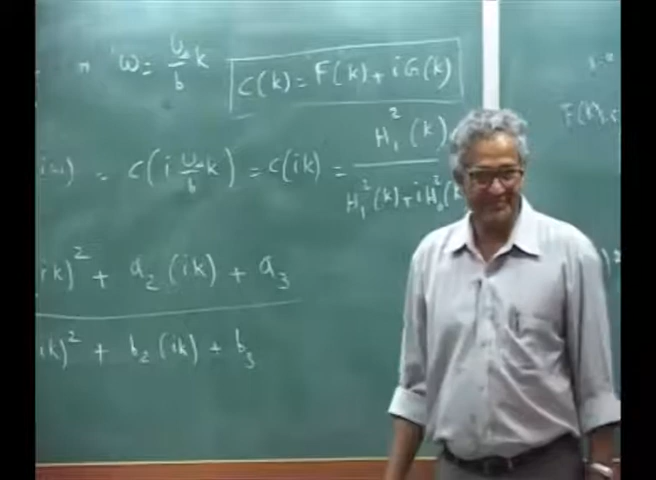 ω = U∞/b k
C(k) = F(k) + iG(k)
C(i U∞/b k) = C(ik) = H₁²(k) / H₁²(k) + iH₀²(k)
ik)² + a₂(ik) + a₃
ik)² + b₂(ik) + b₃
F(k)